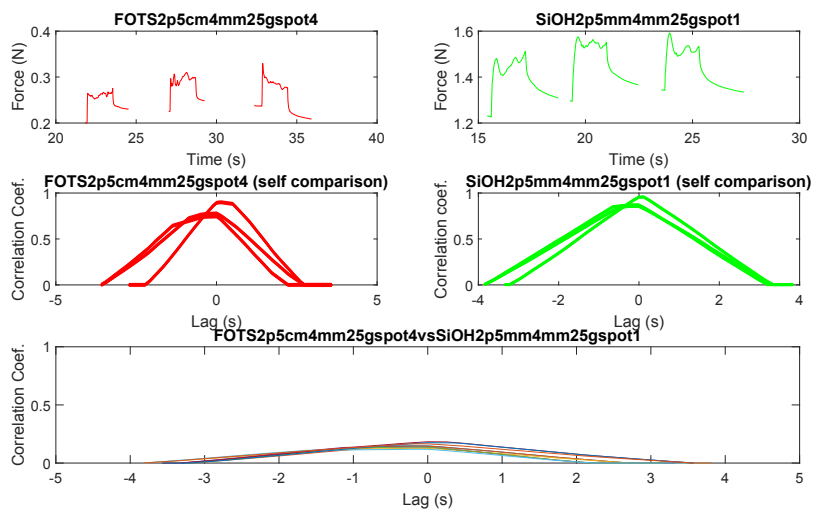 FOTS2p5cm4mm25gspot4
SiOH2p5mm4mm25gspot1
0.4
0.3
0.2
Force (N)
20 25 30 35 40
Time (s)
1.6
1.4
1.2
Force (N)
15 20 25 30
Time (s)
FOTS2p5cm4mm25gspot4 (self comparison)
SiOH2p5mm4mm25gspot1 (self comparison)
1
0.5
0
Correlation Coef.
-5 0 5
Lag (s)
1
0.5
0
Correlation Coef.
-4 -2 0 2 4
Lag (s)
FOTS2p5cm4mm25gspot4vsSiOH2p5mm4mm25gspot1
1
0.5
0
Correlation Coef.
-5 -4 -3 -2 -1 0 1 2 3 4 5
Lag (s)